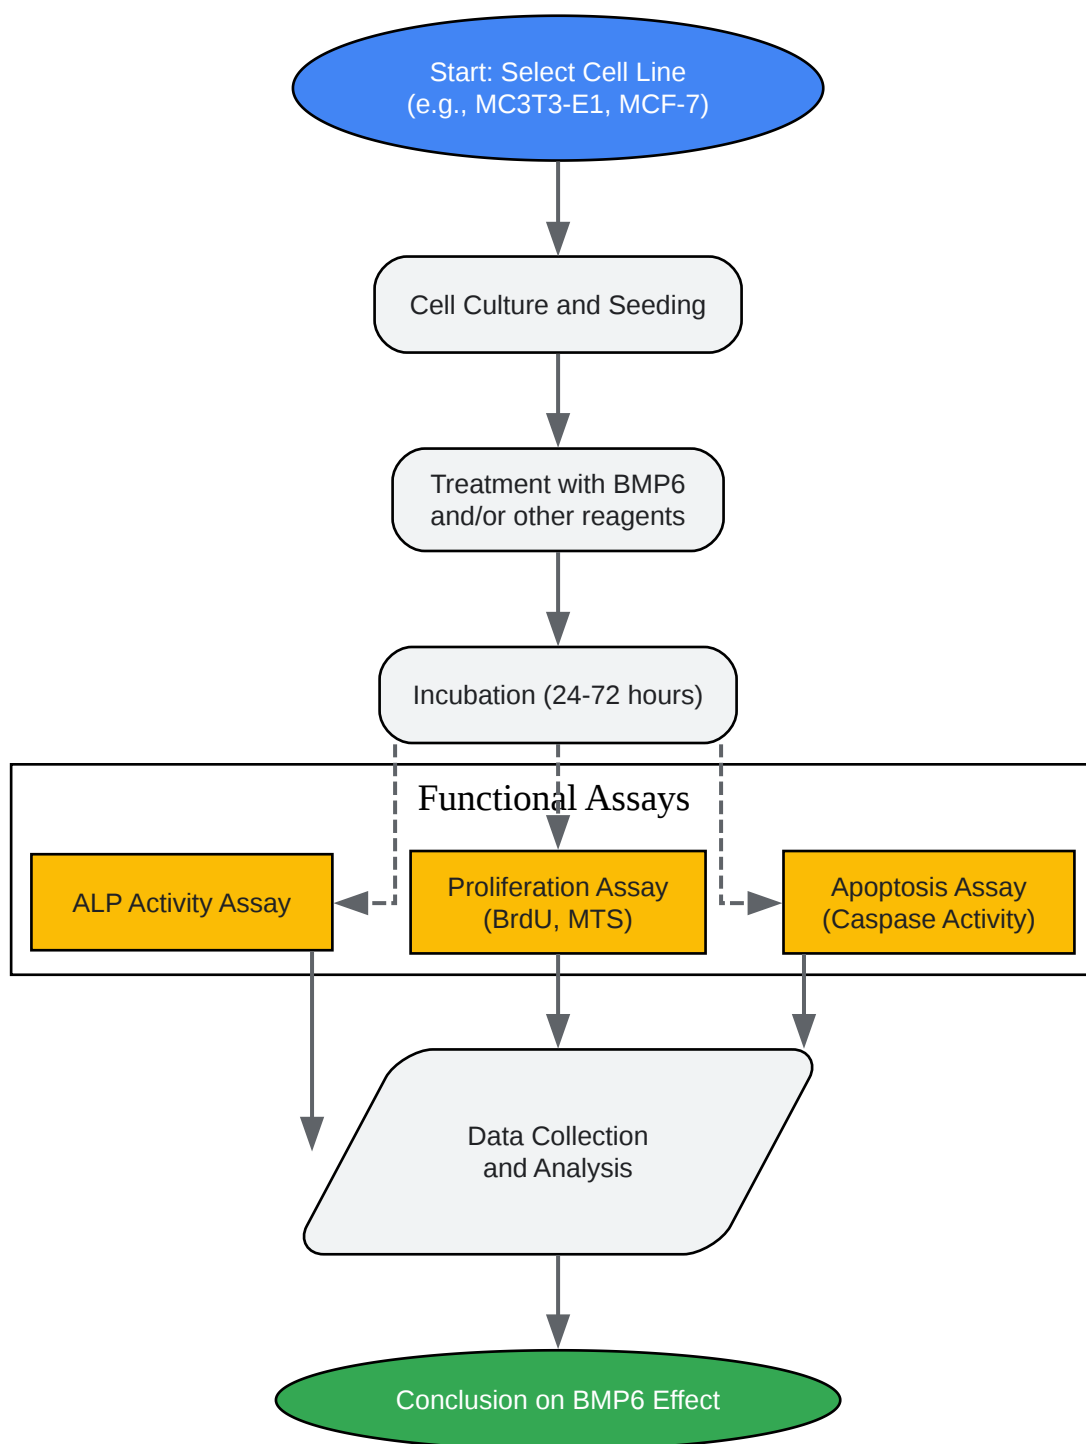 Start: Select Cell Line
(e.g., MC3T3-E1, MCF-7)
Cell Culture and Seeding
Treatment with BMP6
and/or other reagents
Incubation (24-72 hours)
Functional Assays
ALP Activity Assay
Proliferation Assay
(BrdU, MTS)
Apoptosis Assay
(Caspase Activity)
Data Collection
and Analysis
Conclusion on BMP6 Effect